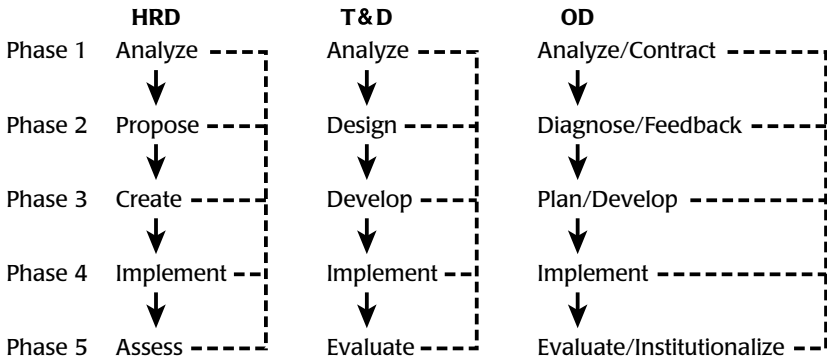 HRD T&D OD
Phase 1 Analyze Analyze Analyze/Contract
Phase 2 Propose Design Diagnose/Feedback
Phase 3 Create Develop Plan/Develop
Phase 4 Implement Implement Implement
Phase 5 Assess Evaluate Evaluate/Institutionalize